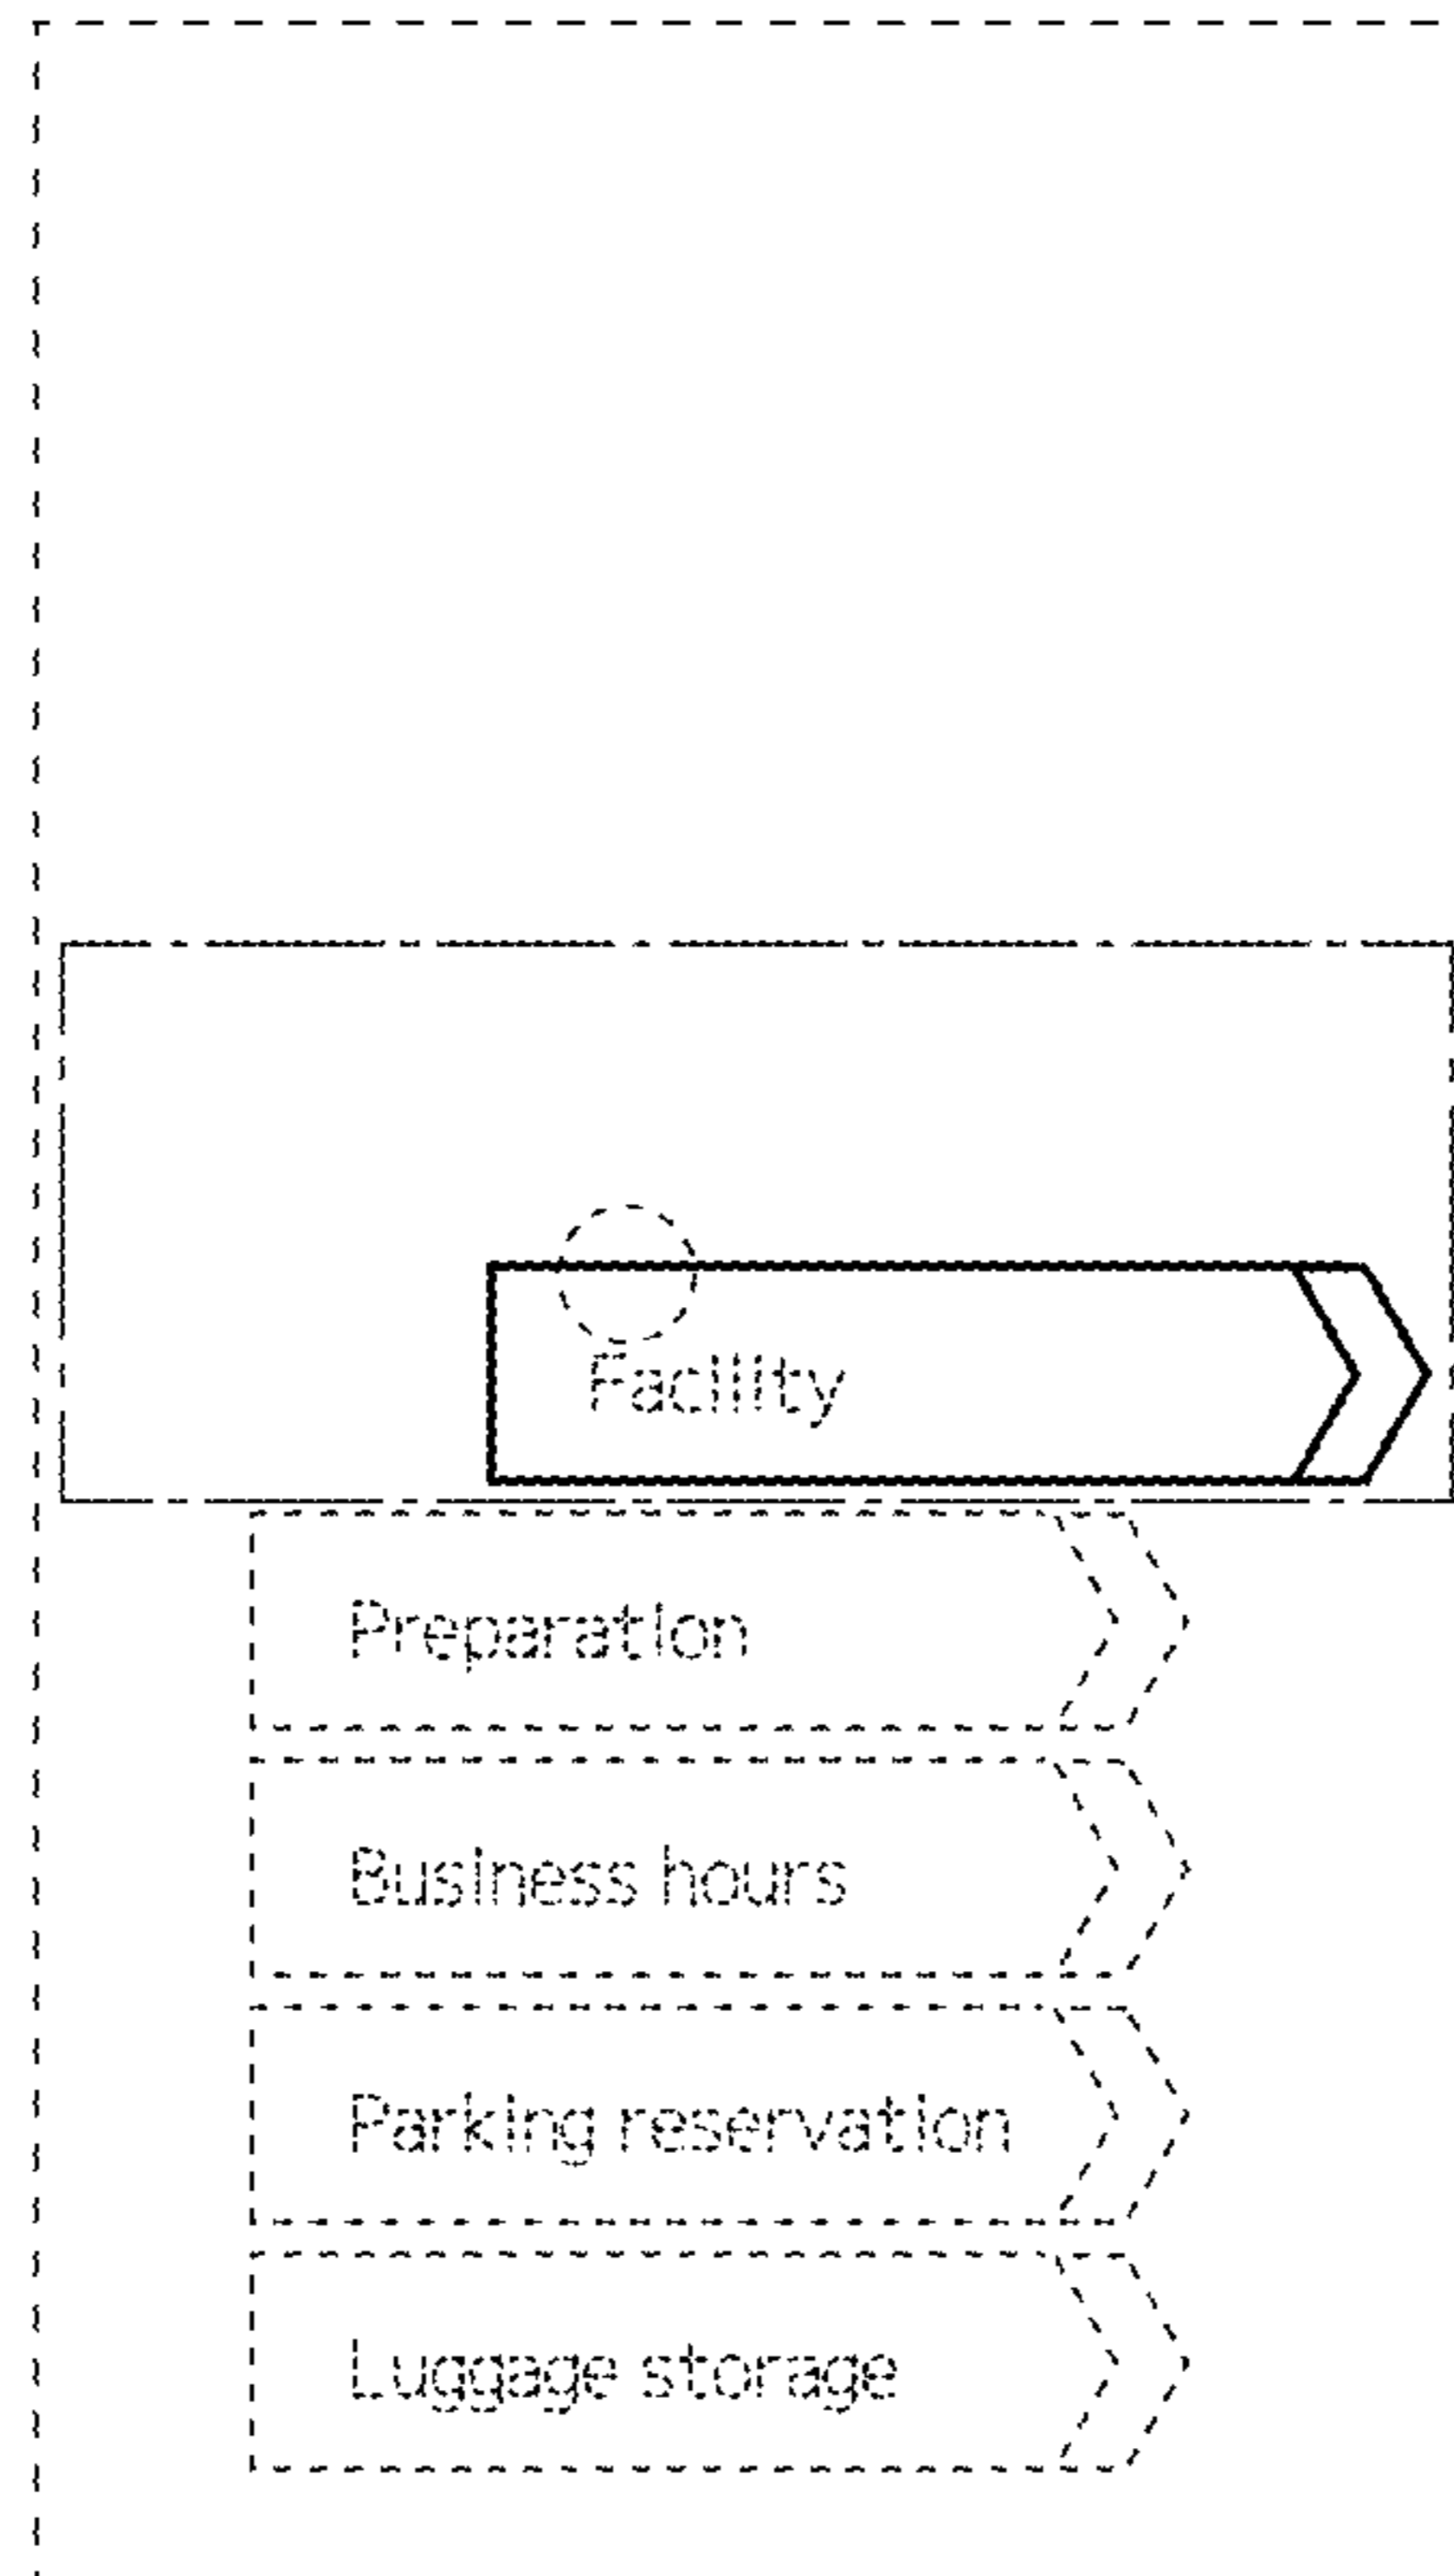 Facility
Preparation
Business hours
Parking reservation
Luggage storage